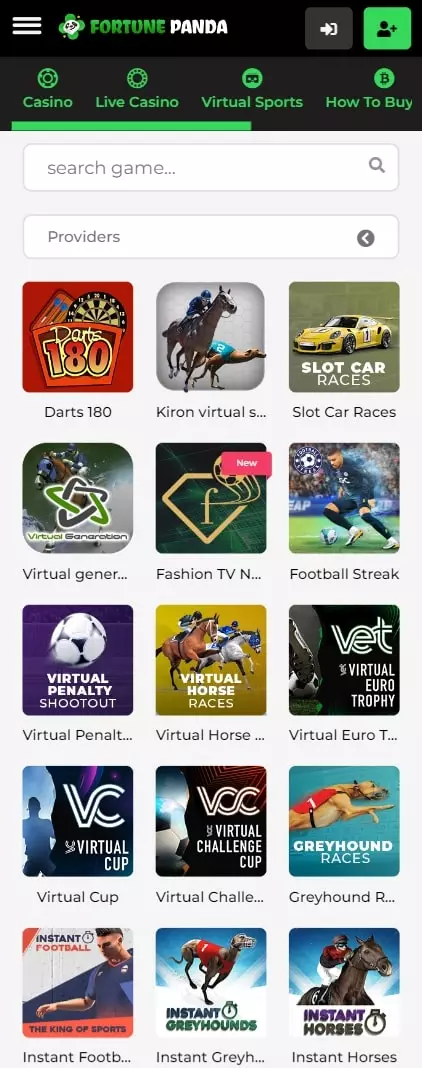 FORTUNE PANDA
Casino
Live Casino
Virtual Sports
How To Buy
search game...
Providers
Darts
180
SLOT CAR
RACES
Darts 180
Kiron virtual s...
Slot Car Races
Virtual Generation
New
f
FOOTBALL
STREAK
Virtual gener...
Fashion TV N...
Football Streak
VIRTUAL
PENALTY
SHOOTOUT
VIRTUAL
HORSE
RACES
vet
VIRTUAL
EURO
TROPHY
Virtual Penalt...
Virtual Horse ...
Virtual Euro T...
VC
VIRTUAL
CUP
VCC
VIRTUAL
CHALLENGE
CUP
GREYHOUND
RACES
Virtual Cup
Virtual Challe...
Greyhound R...
INSTANT
FOOTBALL
THE KING OF SPORTS
INSTANT
GREYHOUNDS
INSTANT
HORSES
Instant Footb...
Instant Greyh...
Instant Horses